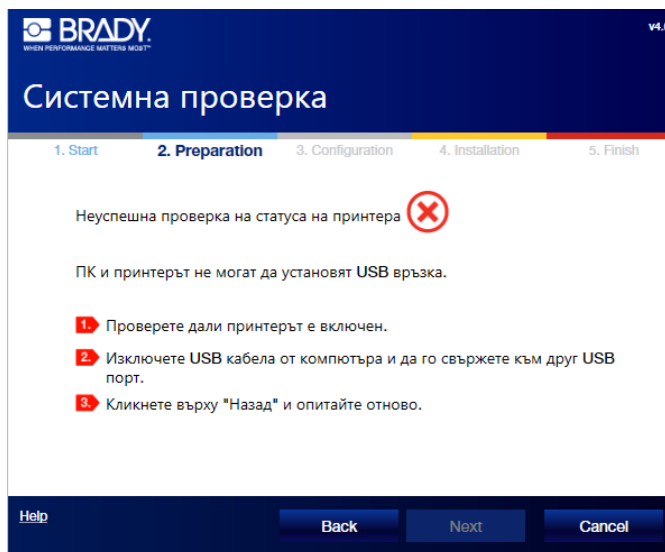 BRADY.
WHEN PERFORMANCE MATTERS MOST™
v4.
Системна проверка
1. Start 2. Preparation 3. Configuration 4. Installation 5. Finish
Неуспешна проверка на статуса на принтера
ПК и принтерът не могат да установят USB връзка.
1. Проверете дали принтерът е включен.
2. Изключете USB кабела от компютъра и да го свържете към друг USB
порт.
3. Кликнете върху "Назад" и опитайте отново.
Help Back Next Cancel